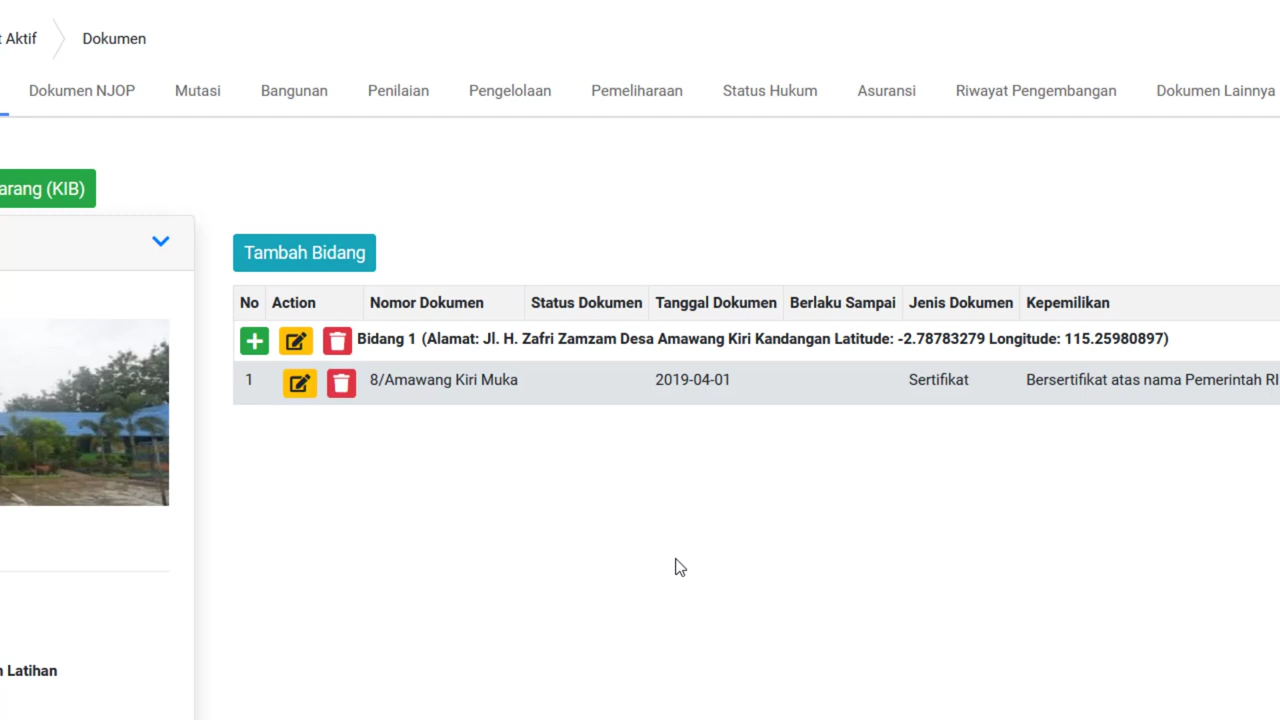 t Aktif Dokumen
Dokumen NJOP Mutasi Bangunan Penilaian Pengelolaan Pemeliharaan Status Hukum Asuransi Riwayat Pengembangan Dokumen Lainnya
arang (KIB)
Tambah Bidang
No Action Nomor Dokumen Status Dokumen Tanggal Dokumen Berlaku Sampai Jenis Dokumen Kepemilikan
Bidang 1 (Alamat: Jl. H. Zafri Zamzam Desa Amawang Kiri Kandangan Latitude: -2.78783279 Longitude: 115.25980897)
1 8/Amawang Kiri Muka 2019-04-01 Sertifikat Bersertifikat atas nama Pemerintah RI
n Latihan